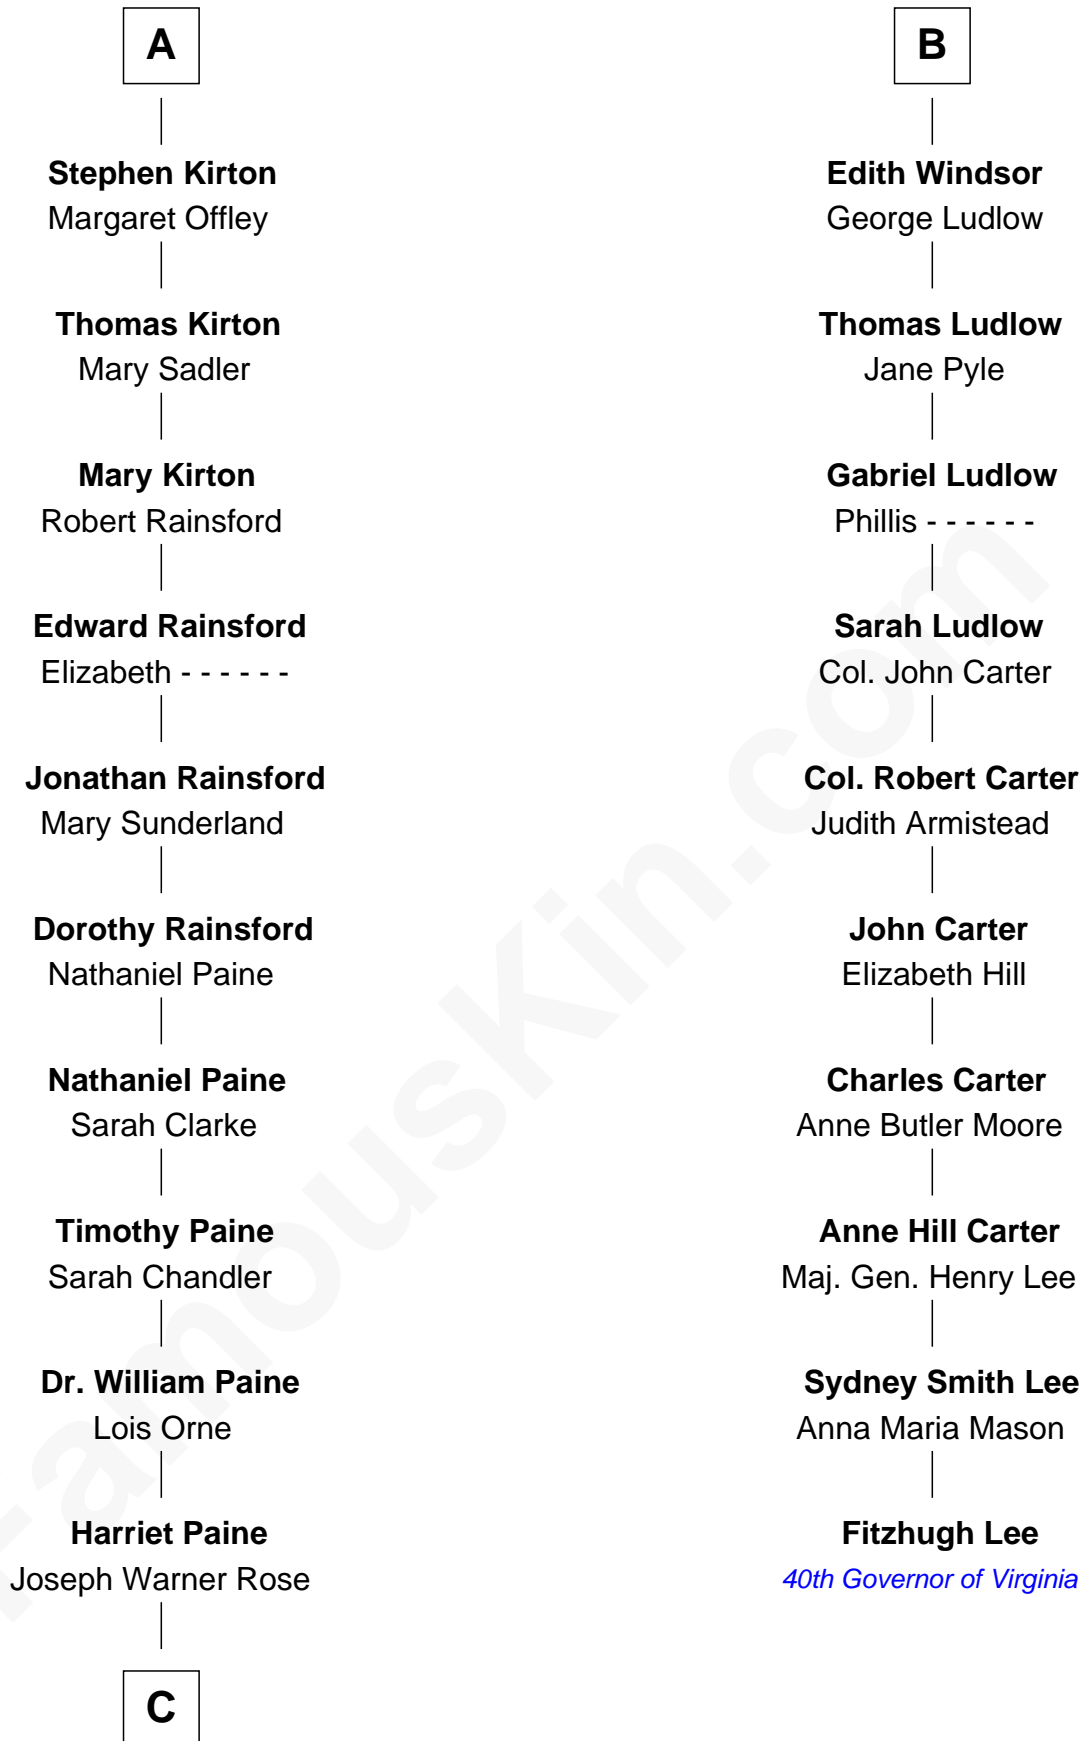 A
Stephen Kirton
Margaret Offley
Thomas Kirton
Mary Sadler
Mary Kirton
Robert Rainsford
Edward Rainsford
Elizabeth - - - - - -
Jonathan Rainsford
Mary Sunderland
Dorothy Rainsford
Nathaniel Paine
Nathaniel Paine
Sarah Clarke
Timothy Paine
Sarah Chandler
Dr. William Paine
Lois Orne
Harriet Paine
Joseph Warner Rose
C
B
Edith Windsor
George Ludlow
Thomas Ludlow
Jane Pyle
Gabriel Ludlow
Phillis - - - - - -
Sarah Ludlow
Col. John Carter
Col. Robert Carter
Judith Armistead
John Carter
Elizabeth Hill
Charles Carter
Anne Butler Moore
Anne Hill Carter
Maj. Gen. Henry Lee
Sydney Smith Lee
Anna Maria Mason
Fitzhugh Lee
40th Governor of Virginia
FamousKin.com